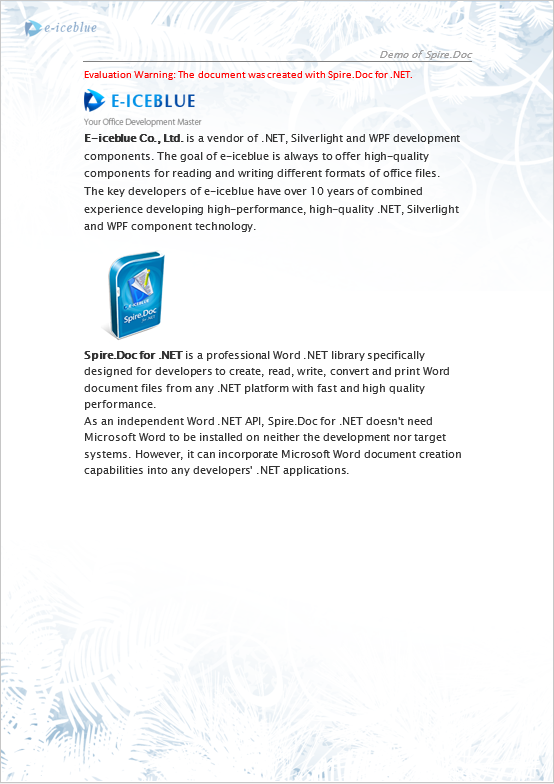 e-iceblue
Demo of Spire.Doc
Evaluation Warning: The document was created with Spire.Doc for .NET.
E-ICEBLUE
Your Office Development Master
E-iceblue Co., Ltd. is a vendor of .NET, Silverlight and WPF development
components. The goal of e-iceblue is always to offer high-quality
components for reading and writing different formats of office files.
The key developers of e-iceblue have over 10 years of combined
experience developing high-performance, high-quality .NET, Silverlight
and WPF component technology.
E-ICEBLUE
Spire.Doc
for .NET
Spire.Doc for .NET is a professional Word .NET library specifically
designed for developers to create, read, write, convert and print Word
document files from any .NET platform with fast and high quality
performance.
As an independent Word .NET API, Spire.Doc for .NET doesn't need
Microsoft Word to be installed on neither the development nor target
systems. However, it can incorporate Microsoft Word document creation
capabilities into any developers' .NET applications.